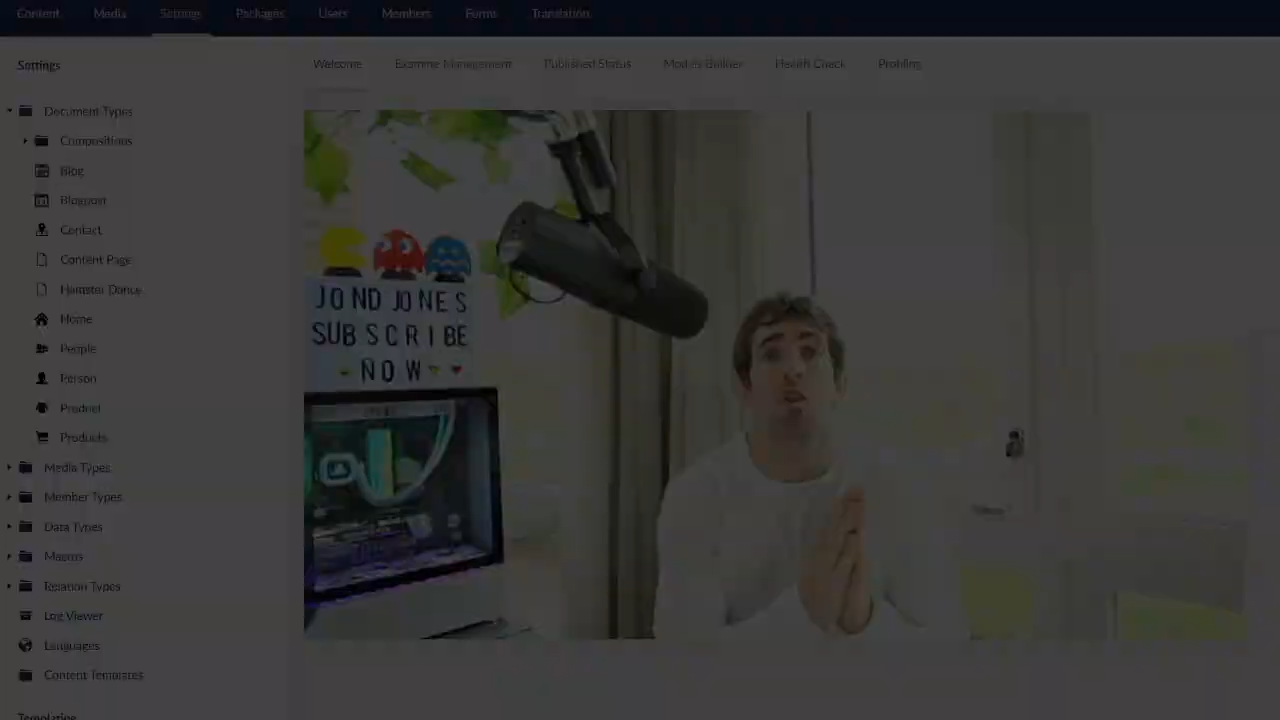 Content Media Settings Packages Users Members Forms Translation
Settings
Welcome Examine Management Published Status Models Builder Health Check Profiling
Document Types
Compositions
Blog
Blogpost
Contact
Content Page
Hamster Dance
Home
People
Person
Product
Products
Media Types
Member Types
Data Types
Macros
Relation Types
Log Viewer
Languages
Content Templates
Templating
JOND JONES
SUBSCRIBE
NOW